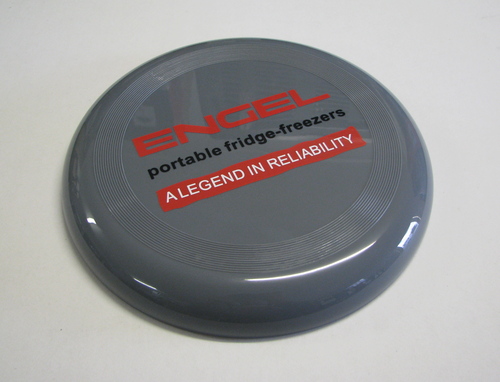 ENGEL
portable fridge-freezers
A LEGEND IN RELIABILITY